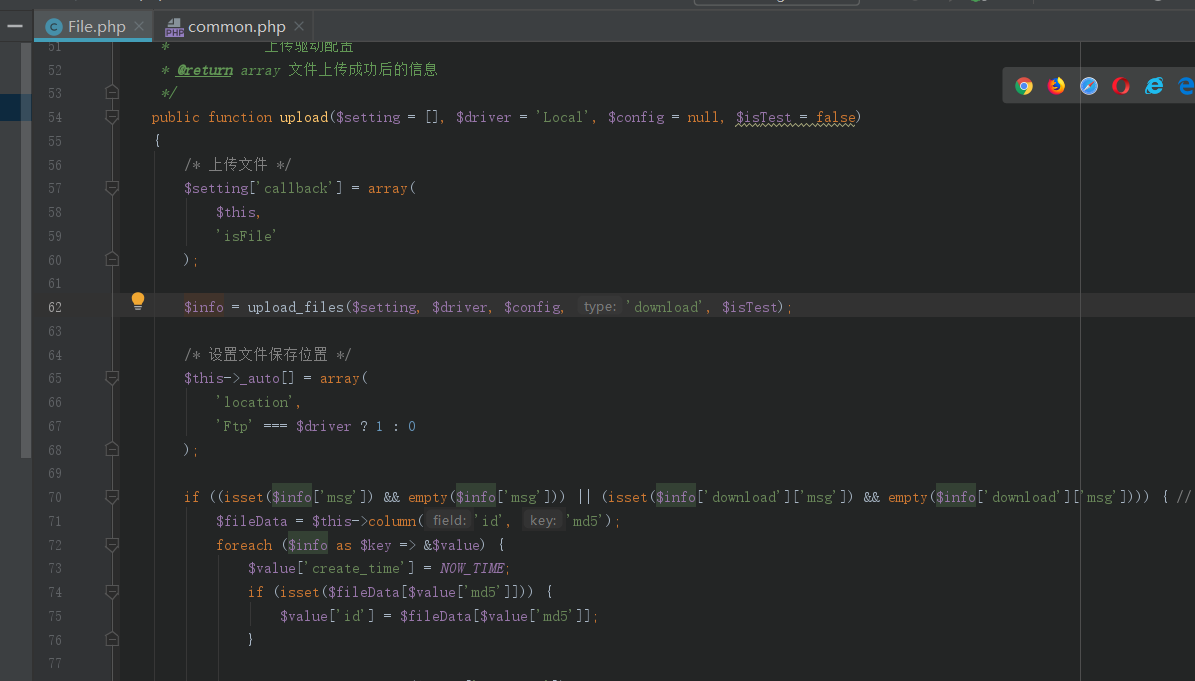 File.php common.php
51 * 上传驱动配置
52 * @return array 文件上传成功后的信息
53 */
54 public function upload($setting = [], $driver = 'Local', $config = null, $isTest = false)
55 {
56 /* 上传文件 */
57 $setting['callback'] = array(
58 $this,
59 'isFile'
60 );
61
62 $info = upload_files($setting, $driver, $config, type: 'download', $isTest);
63
64 /* 设置文件保存位置 */
65 $this->_auto[] = array(
66 'location',
67 'Ftp' === $driver ? 1 : 0
68 );
69
70 if ((isset($info['msg']) && empty($info['msg'])) || (isset($info['download']['msg']) && empty($info['download']['msg']))) { //
71 $fileData = $this->column( field: 'id', key: 'md5');
72 foreach ($info as $key => &$value) {
73 $value['create_time'] = NOW_TIME;
74 if (isset($fileData[$value['md5']])) {
75 $value['id'] = $fileData[$value['md5']];
76 }
77